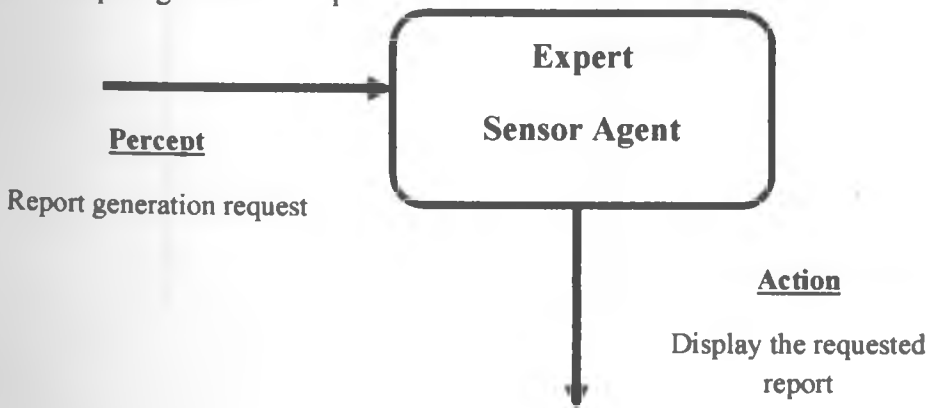 Expert
Sensor Agent
Percept
Report generation request
Action
Display the requested
report